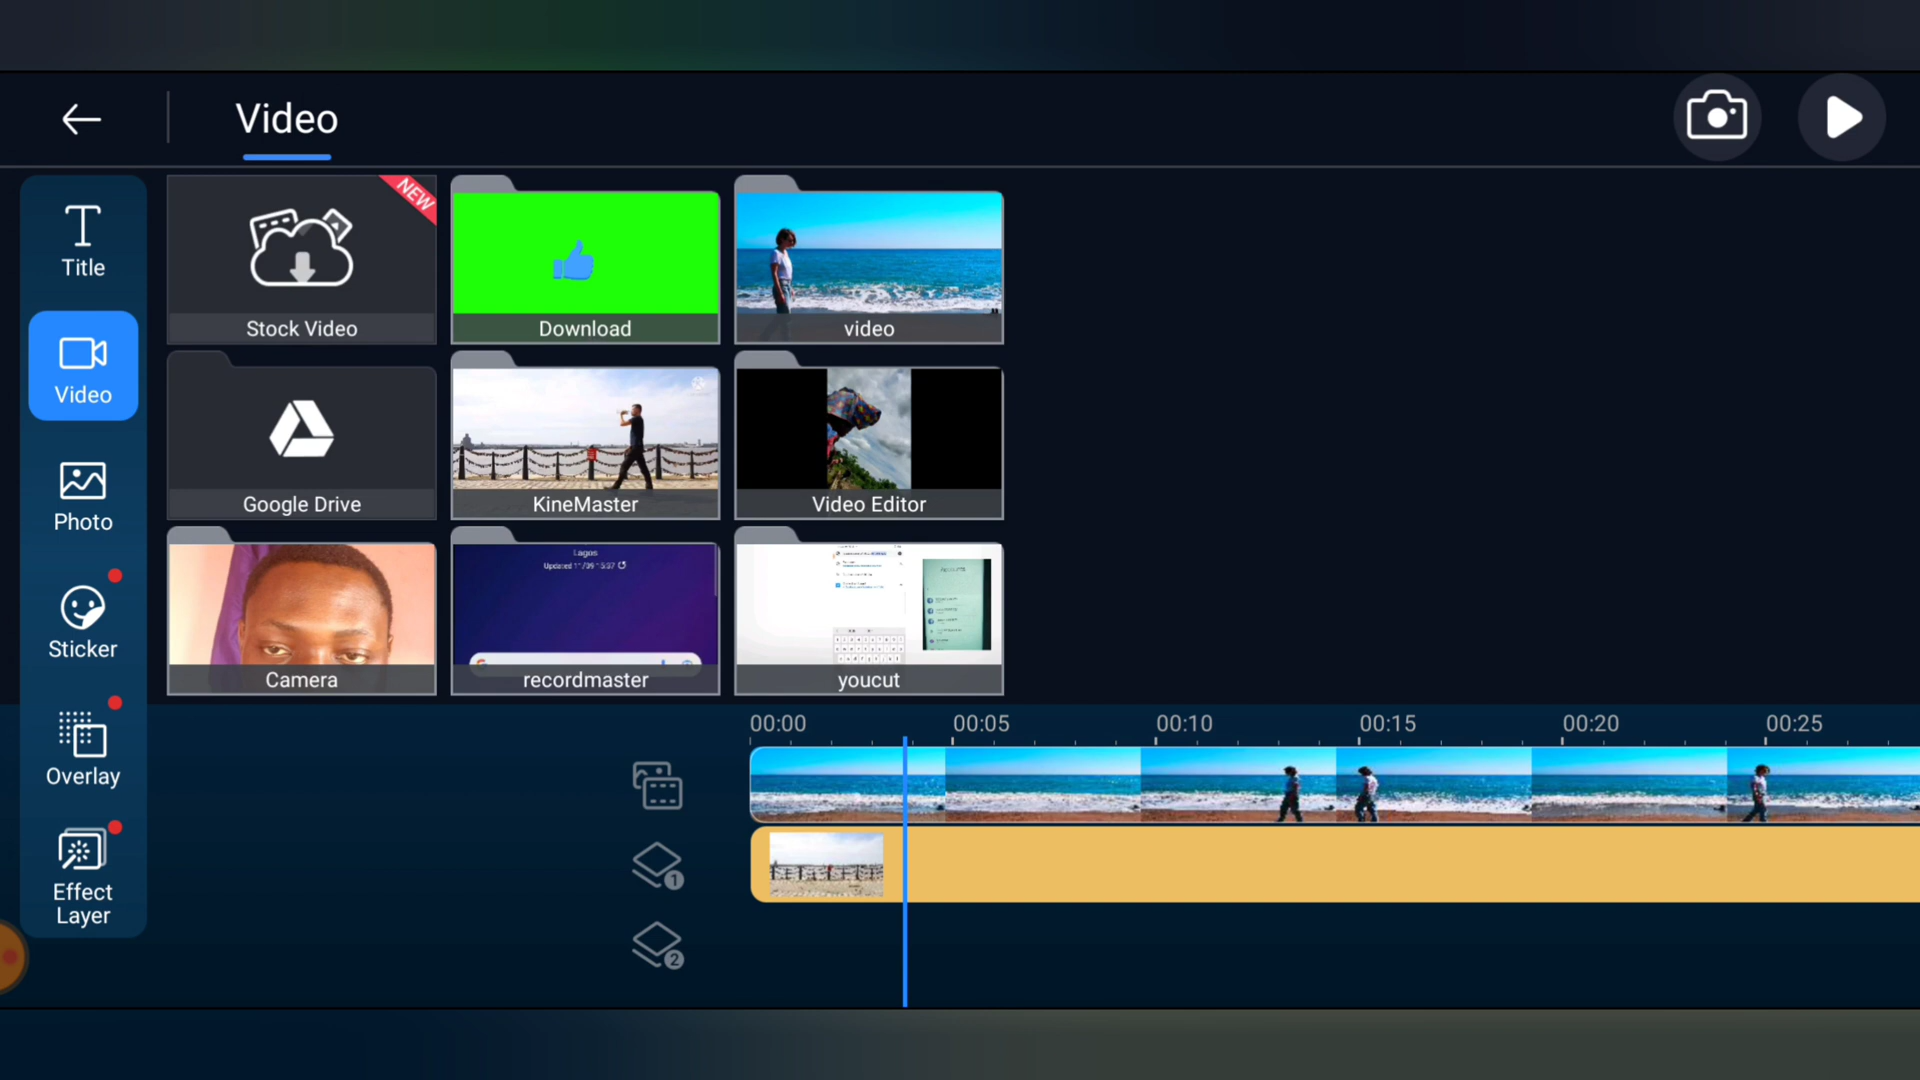 Video
Title
Video
Photo
Sticker
Overlay
Effect
Layer
NEW
Stock Video
Download
video
Google Drive
KineMaster
Video Editor
Lagos
Camera
recordmaster
youcut
00:00
00:05
00:10
00:15
00:20
00:25
1
2